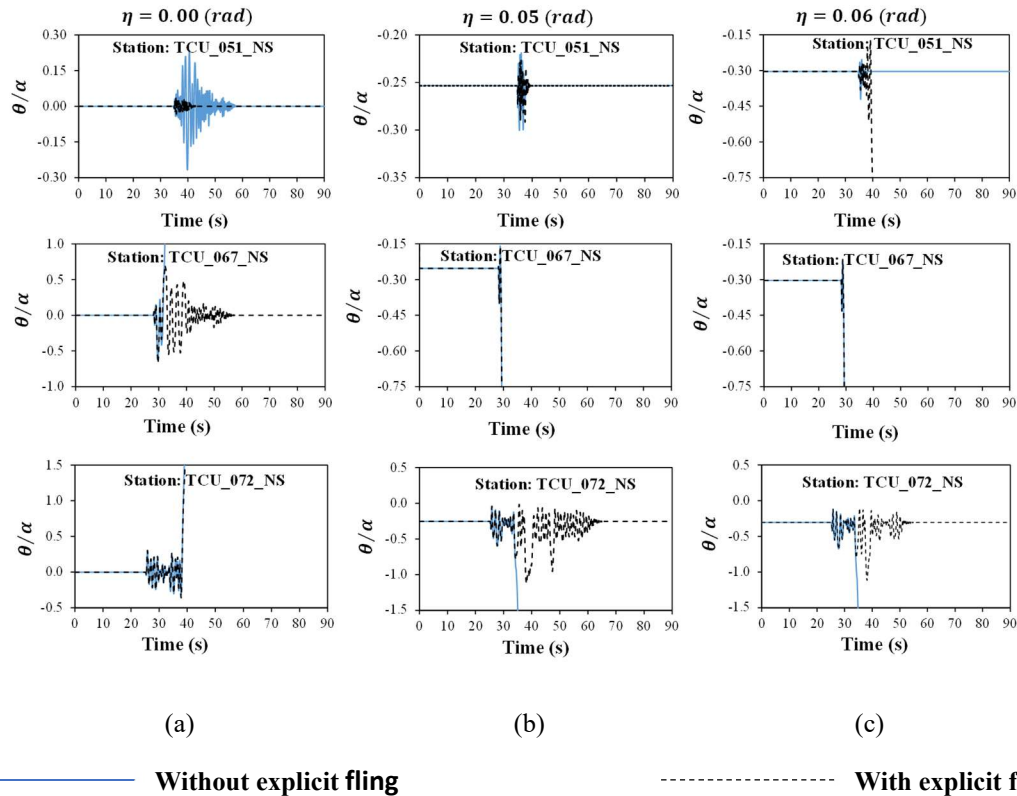 η = 0.00 (rad)
η = 0.05 (rad)
η = 0.06 (rad)
Station: TCU_051_NS
θ/α
0.30
0.15
0.00
-0.15
-0.30
0 10 20 30 40 50 60 70 80 90
Time (s)
Station: TCU_051_NS
θ/α
-0.20
-0.25
-0.30
-0.35
0 10 20 30 40 50 60 70 80 90
Time (s)
Station: TCU_051_NS
θ/α
-0.15
-0.30
-0.45
-0.60
-0.75
0 10 20 30 40 50 60 70 80 90
Time (s)
Station: TCU_067_NS
θ/α
1.0
0.5
0.0
-0.5
-1.0
0 10 20 30 40 50 60 70 80 90
Time (s)
Station: TCU_067_NS
θ/α
-0.15
-0.30
-0.45
-0.60
-0.75
0 10 20 30 40 50 60 70 80 90
Time (s)
Station: TCU_067_NS
θ/α
-0.15
-0.30
-0.45
-0.60
-0.75
0 10 20 30 40 50 60 70 80 90
Time (s)
Station: TCU_072_NS
θ/α
1.5
1.0
0.5
0.0
-0.5
0 10 20 30 40 50 60 70 80 90
Time (s)
Station: TCU_072_NS
θ/α
0.5
0.0
-0.5
-1.0
-1.5
0 10 20 30 40 50 60 70 80 90
Time (s)
Station: TCU_072_NS
θ/α
0.5
0.0
-0.5
-1.0
-1.5
0 10 20 30 40 50 60 70 80 90
Time (s)
(a)
(b)
(c)
Without explicit fling
With explicit f